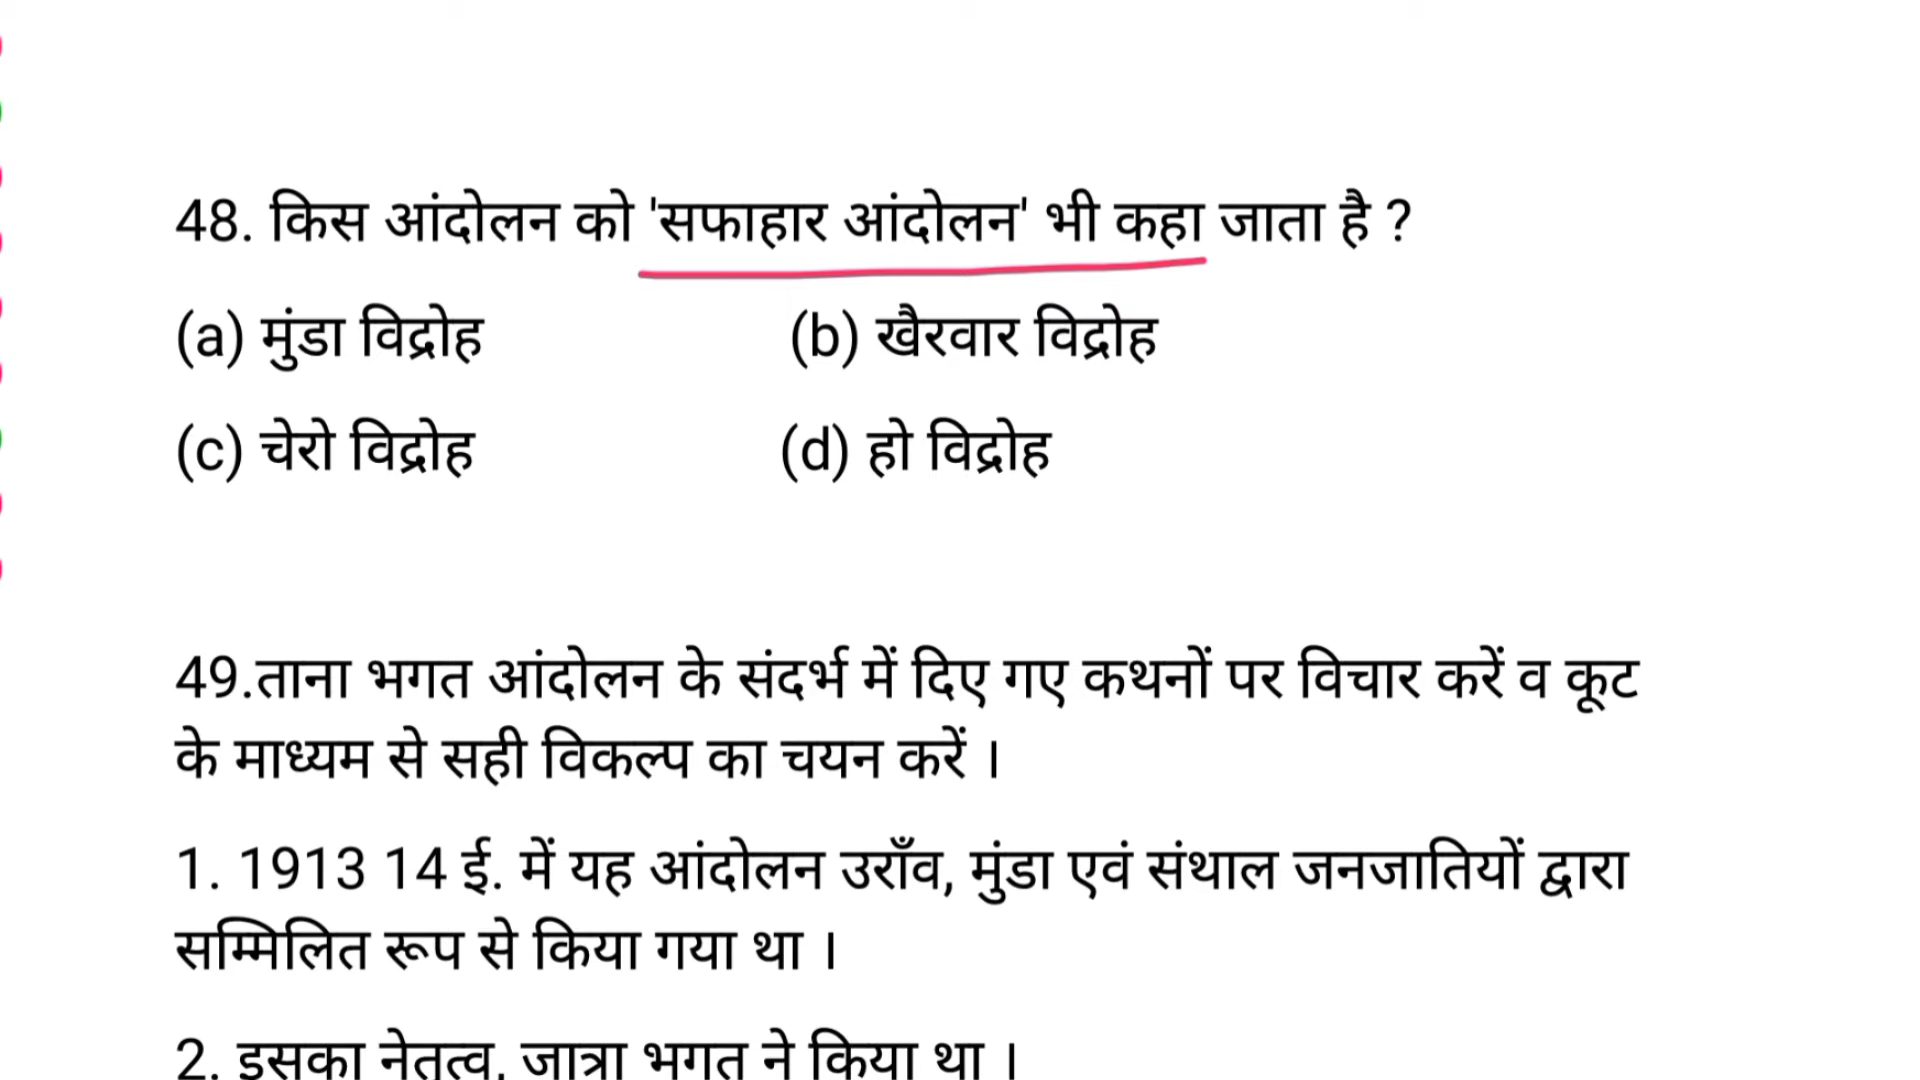 48. किस आंदोलन को 'सफाहार आंदोलन' भी कहा जाता है ?
(a) मुंडा विद्रोह (b) खैरवार विद्रोह
(c) चेरो विद्रोह (d) हो विद्रोह
49.ताना भगत आंदोलन के संदर्भ में दिए गए कथनों पर विचार करें व कूट
के माध्यम से सही विकल्प का चयन करें ।
1. 1913 14 ई. में यह आंदोलन उराँव, मुंडा एवं संथाल जनजातियों द्वारा
सम्मिलित रूप से किया गया था ।
2. इसका नेतृत्व, जात्रा भगत ने किया था ।